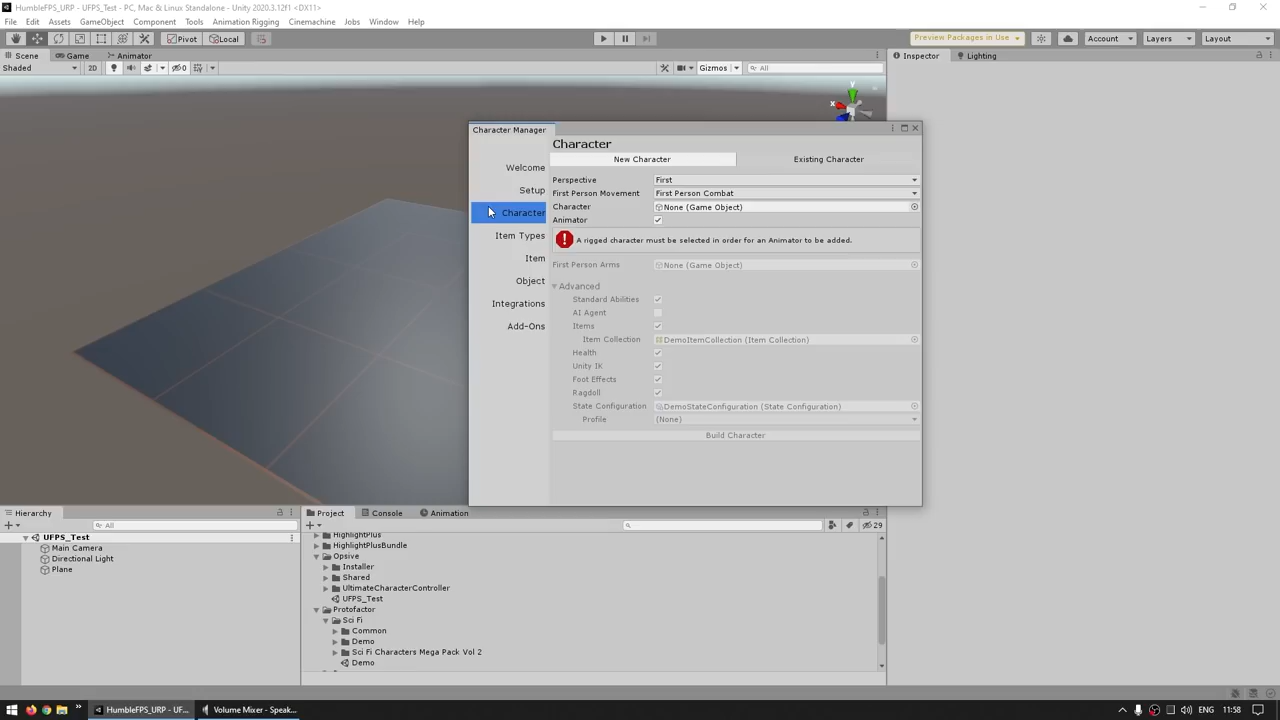 HumbleFPS_URP - UFPS_Test - PC, Mac & Linux Standalone - Unity 2020.3.12f1 <DX11>
File Edit Assets GameObject Component Tools Animation Rigging Cinemachine Jobs Window Help
Pivot Local Preview Packages in Use Account Layers Layout
Scene Game Animator Inspector Lighting
Shaded 2D 0 Gizmos All
y
x
Character Manager
Character
New Character Existing Character
Welcome
Setup
Character
Item Types
Item
Object
Integrations
Add-Ons
Perspective First
First Person Movement First Person Combat
Character None (Game Object)
Animator
A rigged character must be selected in order for an Animator to be added.
First Person Arms None (Game Object)
Advanced
Standard Abilities
AI Agent
Items
Item Collection DemoItemCollection (Item Collection)
Health
Unity IK
Foot Effects
Ragdoll
State Configuration DemoStateConfiguration (State Configuration)
Profile (None)
Build Character
Hierarchy
All
UFPS_Test
Main Camera
Directional Light
Plane
Project Console Animation
29
HighlightPlus
HighlightPlusBundle
Opsive
Installer
Shared
UltimateCharacterController
UFPS_Test
Protofactor
Sci Fi
Common
Demo
Sci Fi Characters Mega Pack Vol 2
Demo
HumbleFPS_URP - UF... Volume Mixer - Speak... ENG 11:58